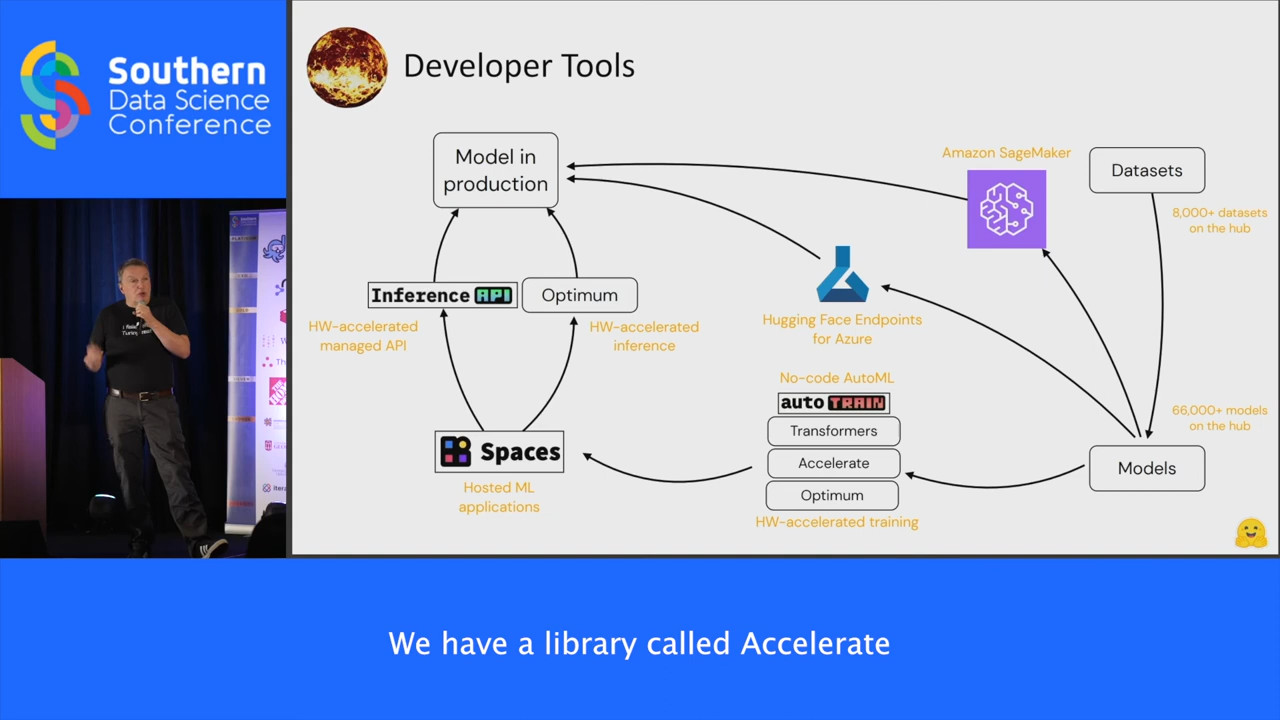 Southern
Data Science
Conference
Developer Tools
Model in
production
Amazon SageMaker
Datasets
8,000+ datasets
on the hub
Inference API
Optimum
HW-accelerated
managed API
HW-accelerated
inference
Hugging Face Endpoints
for Azure
No-code AutoML
auto TRAIN
Transformers
Accelerate
Optimum
HW-accelerated training
66,000+ models
on the hub
Models
Spaces
Hosted ML
applications
We have a library called Accelerate